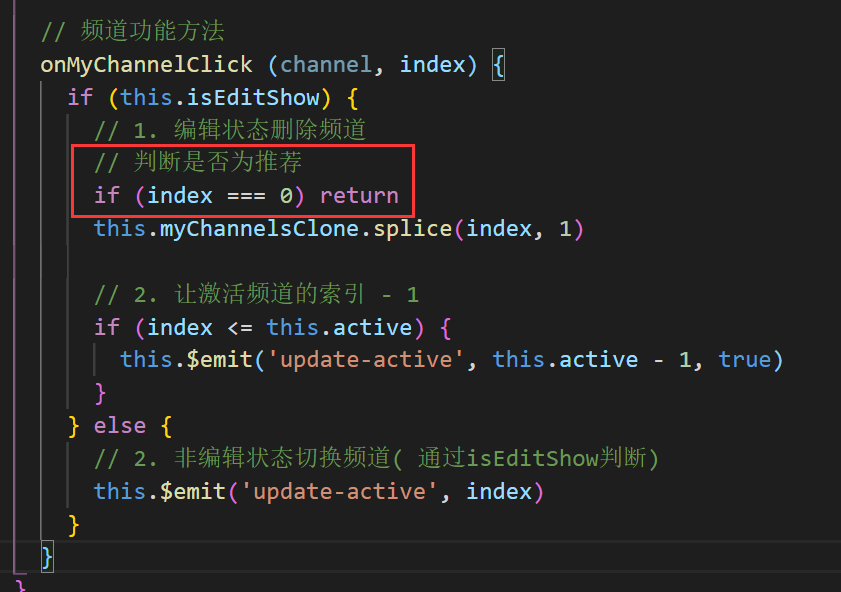 // 频道功能方法
onMyChannelClick (channel, index) {
if (this.isEditShow) {
// 1. 编辑状态删除频道
// 判断是否为推荐
if (index === 0) return
this.myChannelsClone.splice(index, 1)
// 2. 让激活频道的索引 - 1
if (index <= this.active) {
this.$emit('update-active', this.active - 1, true)
}
} else {
// 2. 非编辑状态切换频道( 通过isEditShow判断)
this.$emit('update-active', index)
}
}
}